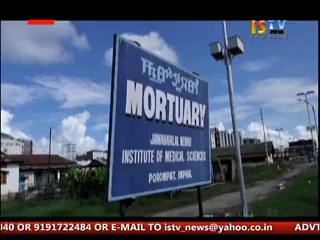 ISTV
MORTUARY
JAWAHARLAL NEHRU
INSTITUTE OF MEDICAL SCIENCES
POROMPAT, IMPHAL
340 OR 9191722484 OR E-MAIL TO istv_news@yahoo.co.in ADVT